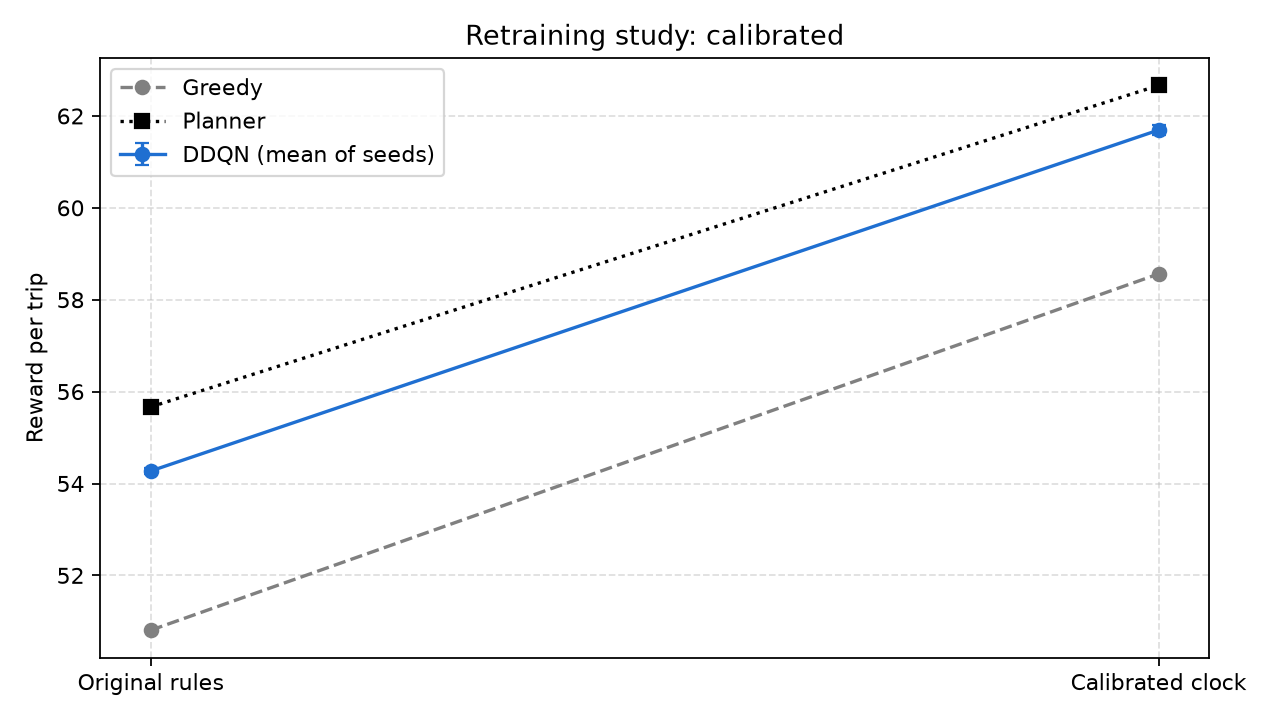 Retraining study: calibrated
Greedy
Planner
DDQN (mean of seeds)
Reward per trip
62
60
58
56
54
52
Original rules
Calibrated clock